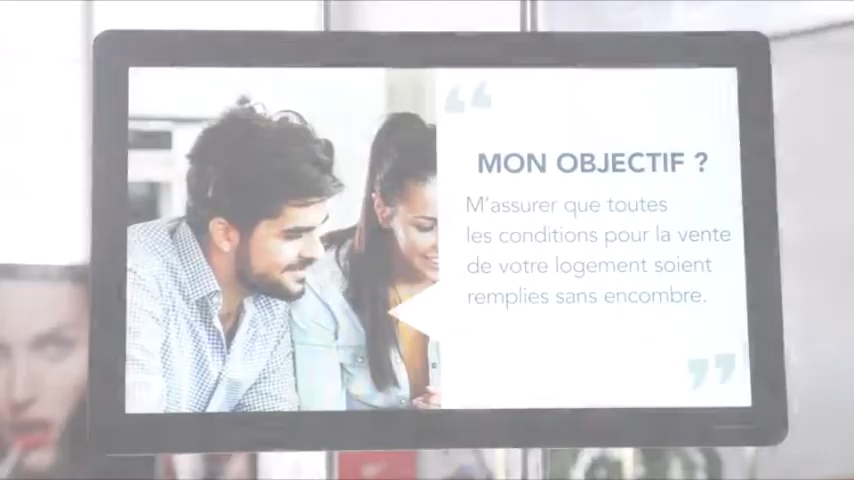 MON OBJECTIF ?
M'assurer que toutes
les conditions pour la vente
de votre logement soient
remplies sans encombre.